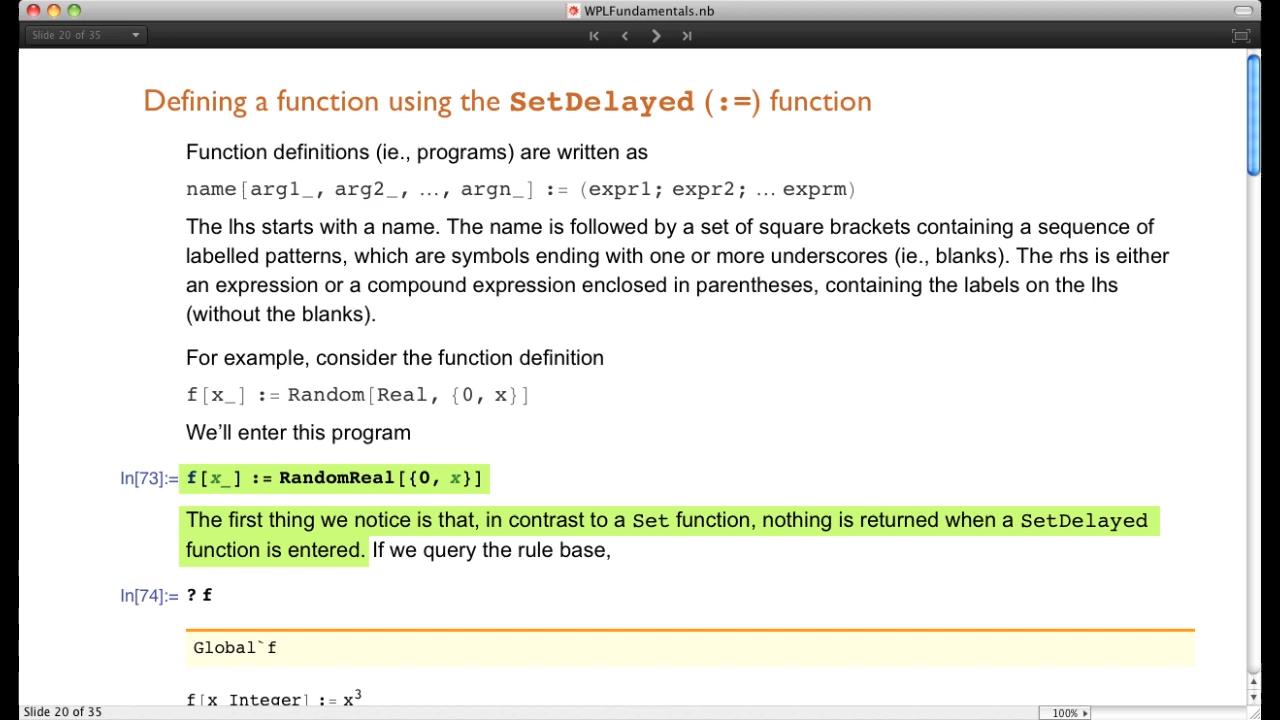 WPLFundamentals.nb
Slide 20 of 35
Defining a function using the SetDelayed (:=) function
Function definitions (ie., programs) are written as
name[arg1_, arg2_, ..., argn_] := (expr1; expr2; ... exprm)
The lhs starts with a name. The name is followed by a set of square brackets containing a sequence of
labelled patterns, which are symbols ending with one or more underscores (ie., blanks). The rhs is either
an expression or a compound expression enclosed in parentheses, containing the labels on the lhs
(without the blanks).
For example, consider the function definition
f[x_] := Random[Real, {0, x}]
We'll enter this program
In[73]:= f[x_] := RandomReal[{0, x}]
The first thing we notice is that, in contrast to a Set function, nothing is returned when a SetDelayed
function is entered. If we query the rule base,
In[74]:= ? f
Global`f
f[x_Integer] := x³
Slide 20 of 35
100%